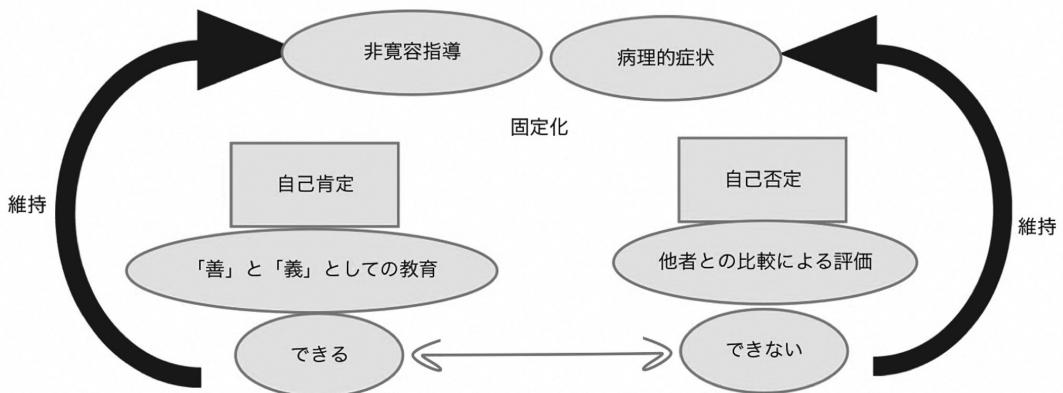 非寛容指導
病理的症状
固定化
自己肯定
自己否定
維持
維持
「善」と「義」としての教育
他者との比較による評価
できる
できない